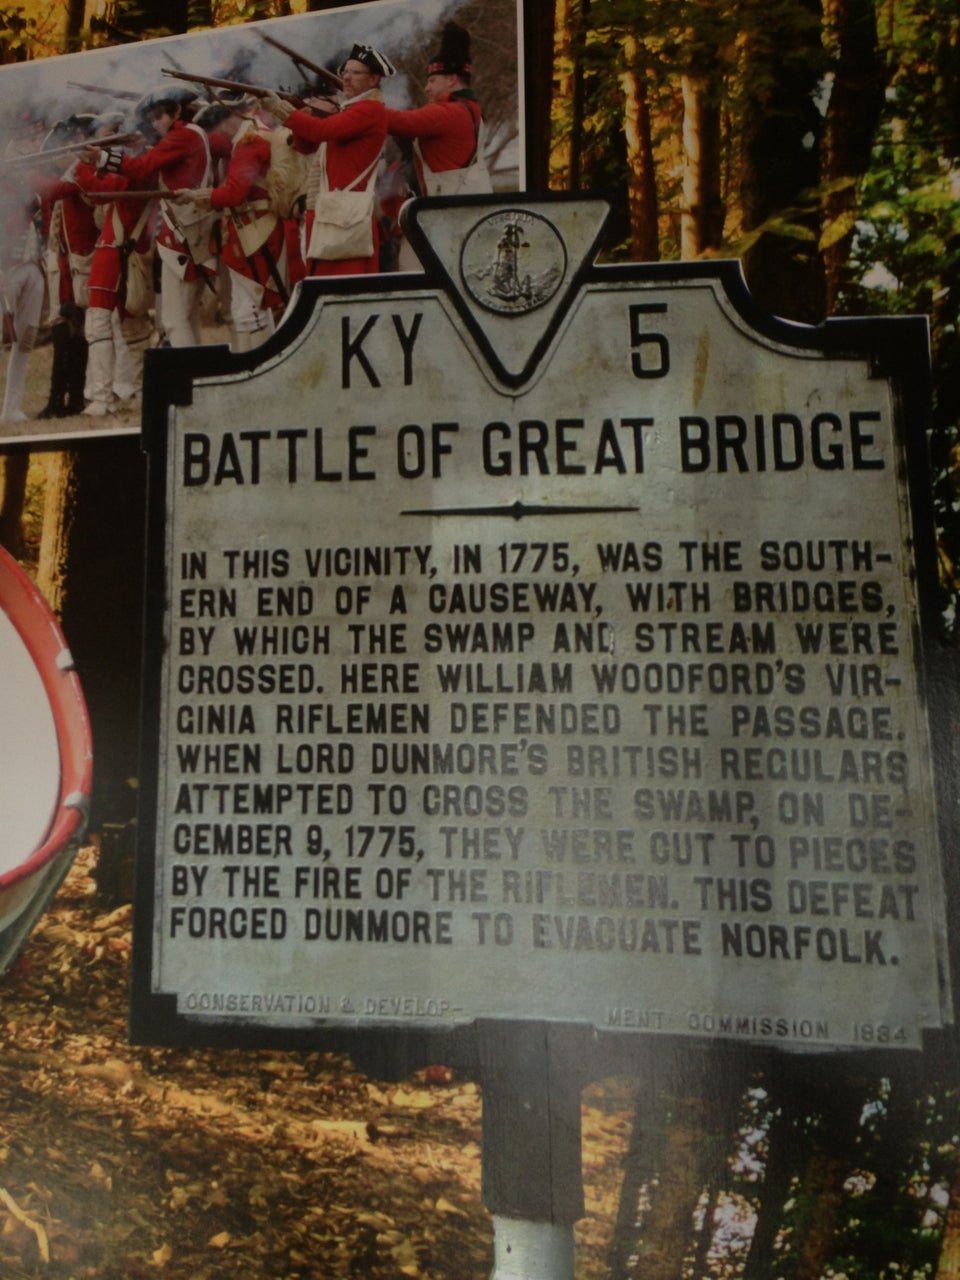 KY 5
BATTLE OF GREAT BRIDGE
IN THIS VICINITY, IN 1775, WAS THE SOUTH-
ERN END OF A CAUSEWAY, WITH BRIDGES,
BY WHICH THE SWAMP AND STREAM WERE
CROSSED. HERE WILLIAM WOODFORD'S VIR-
GINIA RIFLEMEN DEFENDED THE PASSAGE.
WHEN LORD DUNMORE'S BRITISH REGULARS
ATTEMPTED TO CROSS THE SWAMP, ON DE-
CEMBER 9, 1775, THEY WERE CUT TO PIECES
BY THE FIRE OF THE RIFLEMEN. THIS DEFEAT
FORCED DUNMORE TO EVACUATE NORFOLK.
CONSERVATION & DEVELOP- MENT COMMISSION